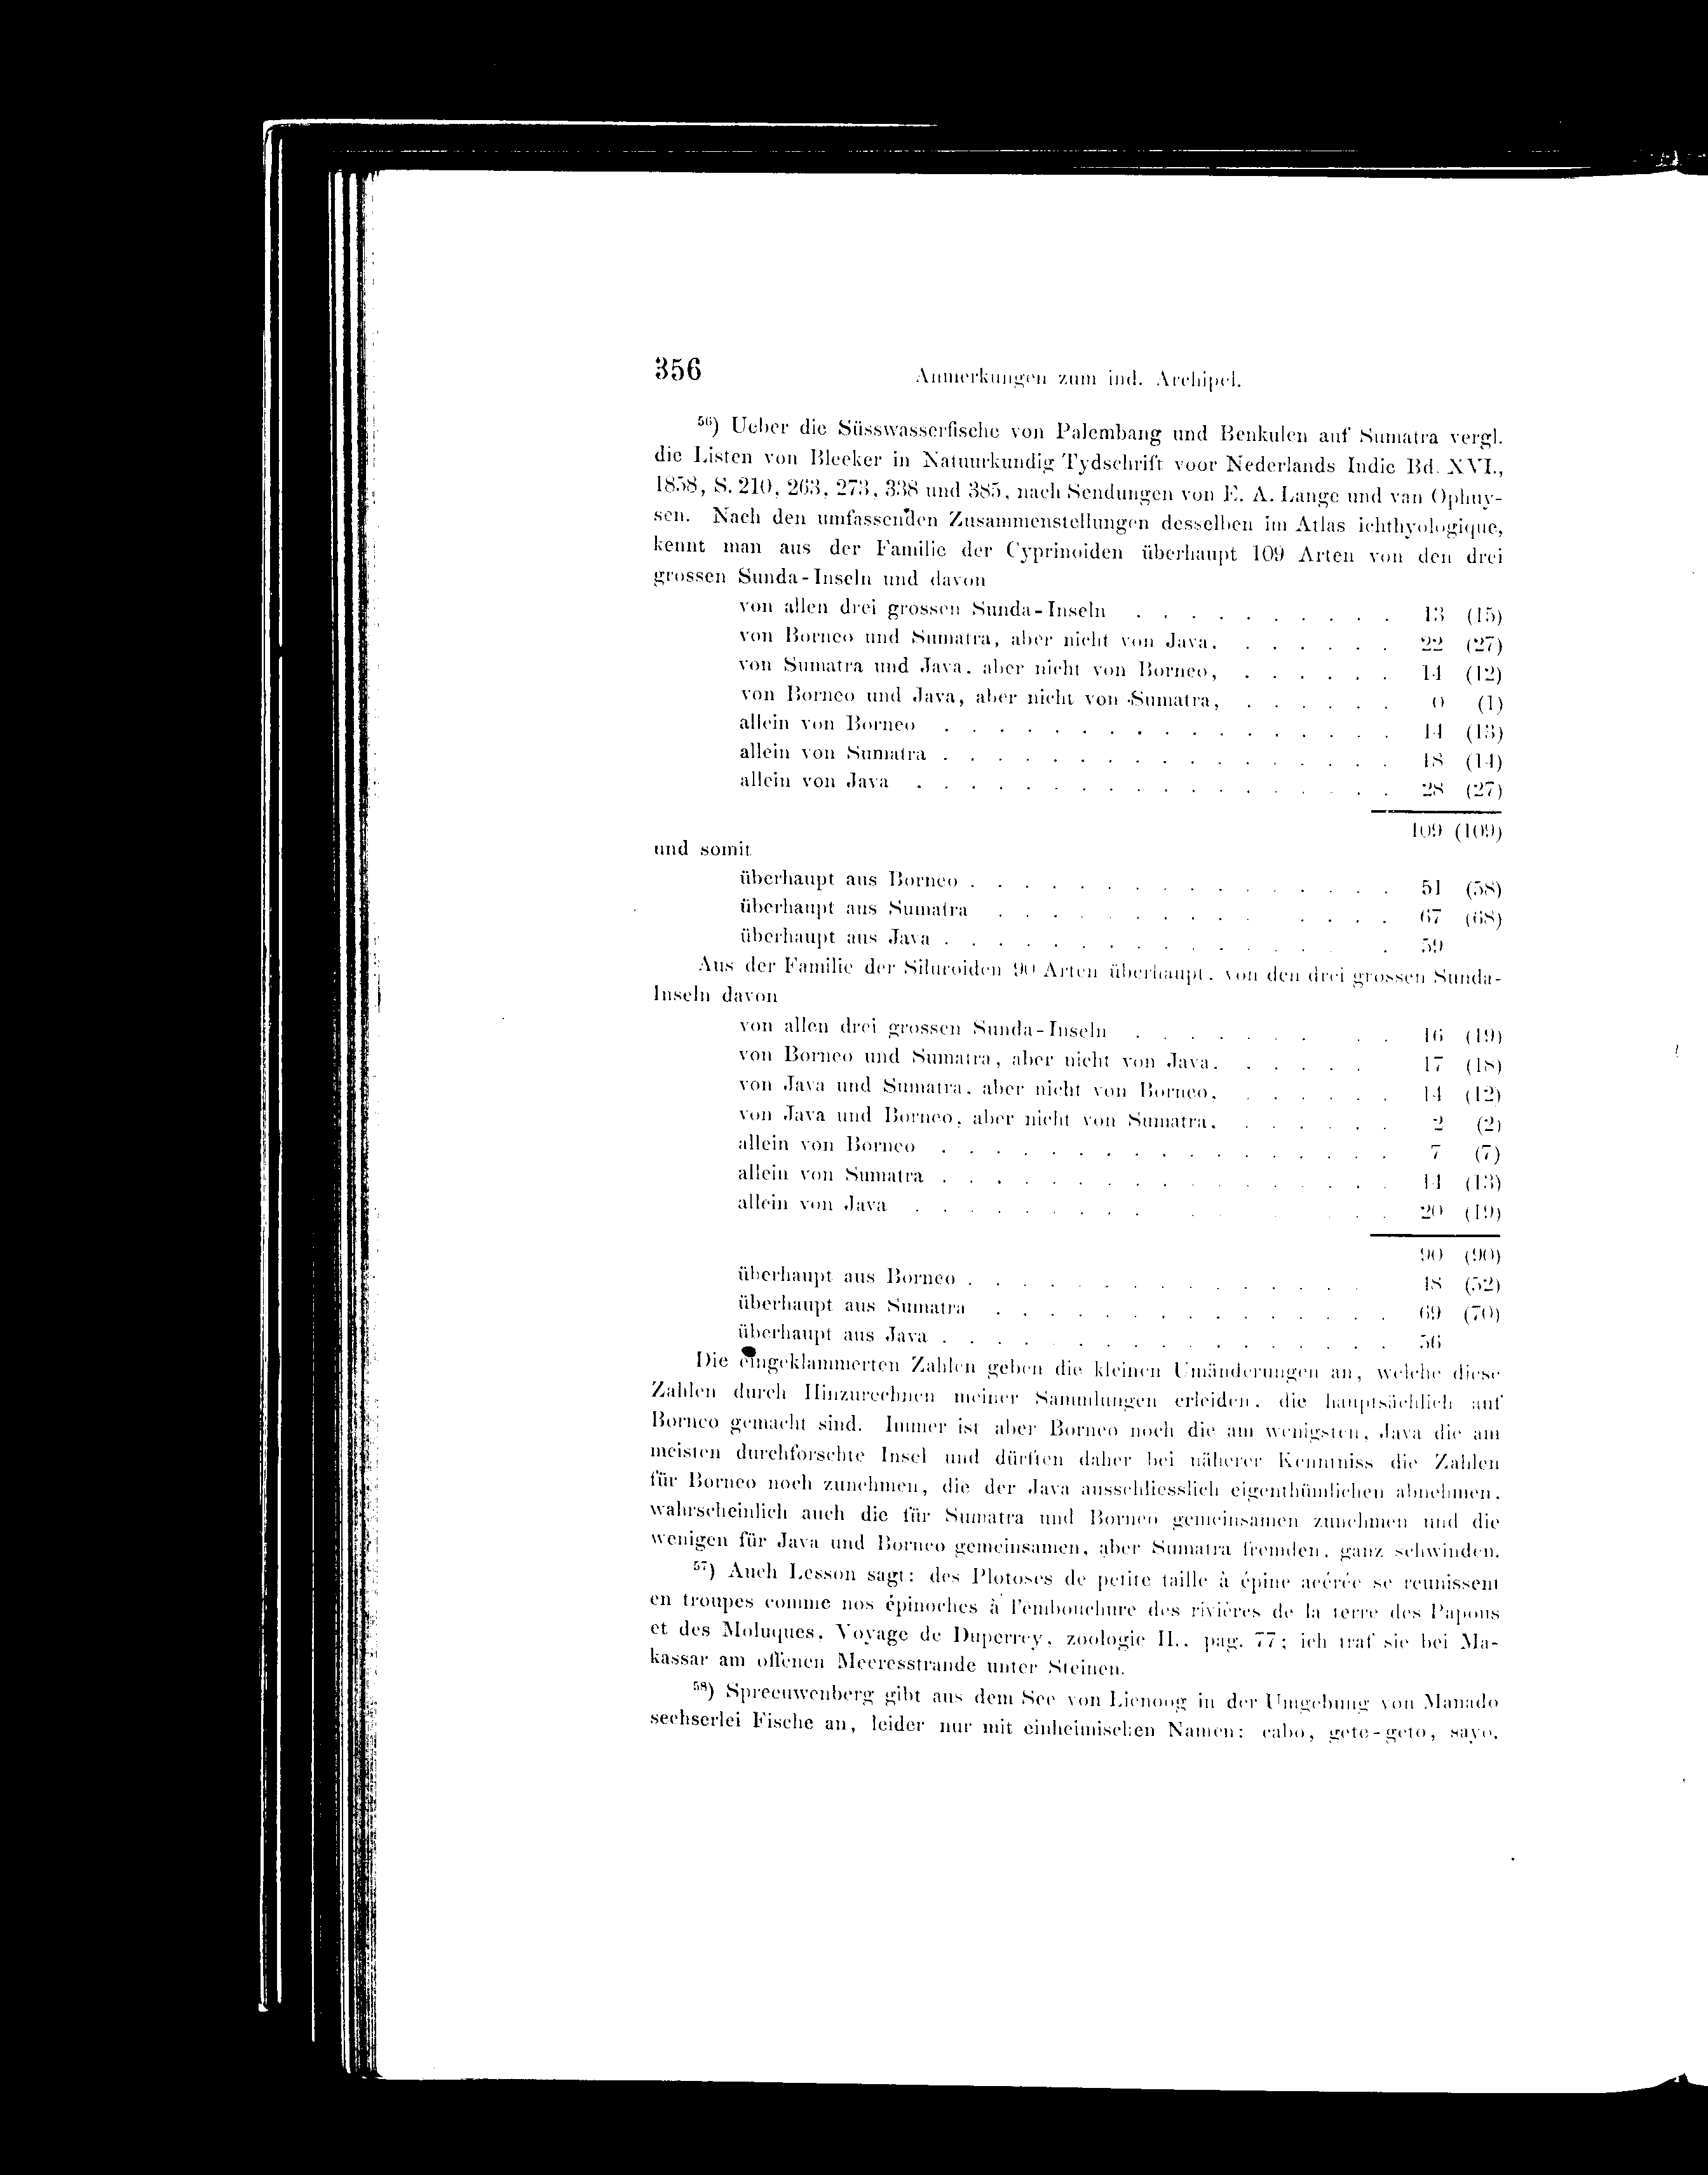 356 Anmerkungen zum ind. Archipel.
⁵⁶) Ueber die Süsswasserfische von Palembang und Benkulen auf Sumatra vergl.
die Listen von Bleeker in Natuurkundig Tydschrift voor Nederlands Indie Bd. XVI.,
1858, S. 210, 263, 273, 338 und 385, nach Sendungen von E. A. Lange und van Ophuy-
sen. Nach den umfassenden Zusammenstellungen desselben im Atlas ichthyologique,
kennt man aus der Familie der Cyprinoiden überhaupt 109 Arten von den drei
grossen Sunda-Inseln und davon
von allen drei grossen Sunda-Inseln . . . . . . . . . . 13 (15)
von Borneo und Sumatra, aber nicht von Java. . . . . . . 22 (27)
von Sumatra und Java, aber nicht von Borneo, . . . . . . 14 (12)
von Borneo und Java, aber nicht von Sumatra, . . . . . . 0 (1)
allein von Borneo . . . . . . . . . . . . . . . . . 14 (13)
allein von Sumatra . . . . . . . . . . . . . . . . . 18 (14)
allein von Java . . . . . . . . . . . . . . . . . . 28 (27)
109 (109)
und somit
überhaupt aus Borneo . . . . . . . . . . . . . . . . 51 (58)
überhaupt aus Sumatra . . . . . . . . . . . . . . 67 (68)
überhaupt aus Java . . . . . . . . . . . . . . . . 59
Aus der Familie der Siluroiden 90 Arten überhaupt, von den drei grossen Sunda-
Inseln davon
von allen drei grossen Sunda-Inseln . . . . . . . . . 16 (19)
von Borneo und Sumatra, aber nicht von Java. . . . . . 17 (18)
von Java und Sumatra, aber nicht von Borneo, . . . . . . 14 (12)
von Java und Borneo, aber nicht von Sumatra, . . . . . . 2 (2)
allein von Borneo . . . . . . . . . . . . . . . . . 7 (7)
allein von Sumatra . . . . . . . . . . . . . . . . . 14 (13)
allein von Java . . . . . . . . . . . . . 20 (19)
90 (90)
überhaupt aus Borneo . . . . . . . . . . . . . . . 48 (52)
überhaupt aus Sumatra . . . . . . . . . . . . . . . 69 (70)
überhaupt aus Java . . . . . . . . . . . . . . . . . 56
Die eingeklammerten Zahlen geben die kleinen Umänderungen an, welche diese
Zahlen durch Hinzurechnen meiner Sammlungen erleiden, die hauptsächlich auf
Borneo gemacht sind. Immer ist aber Borneo noch die am wenigsten, Java die am
meisten durchforschte Insel und dürften daher bei näherer Kenntniss die Zahlen
für Borneo noch zunehmen, die der Java ausschliesslich eigenthümlichen abnehmen,
wahrscheinlich auch die für Sumatra und Borneo gemeinsamen zunehmen und die
wenigen für Java und Borneo gemeinsamen, aber Sumatra fremden, ganz schwinden.
⁵⁷) Auch Lesson sagt: des Plotoses de petite taille à épine acérée se reunissent
en troupes comme nos épinoches à l'embouchure des rivières de la terre des Papous
et des Moluques, Voyage de Duperrey, zoologie II., pag. 77; ich traf sie bei Ma-
kassar am offenen Meeresstrande unter Steinen.
⁵⁸) Spreeuwenberg gibt aus dem See von Lienoog in der Umgebung von Manado
sechserlei Fische an, leider nur mit einheimischen Namen: cabo, gete-geto, sayo,